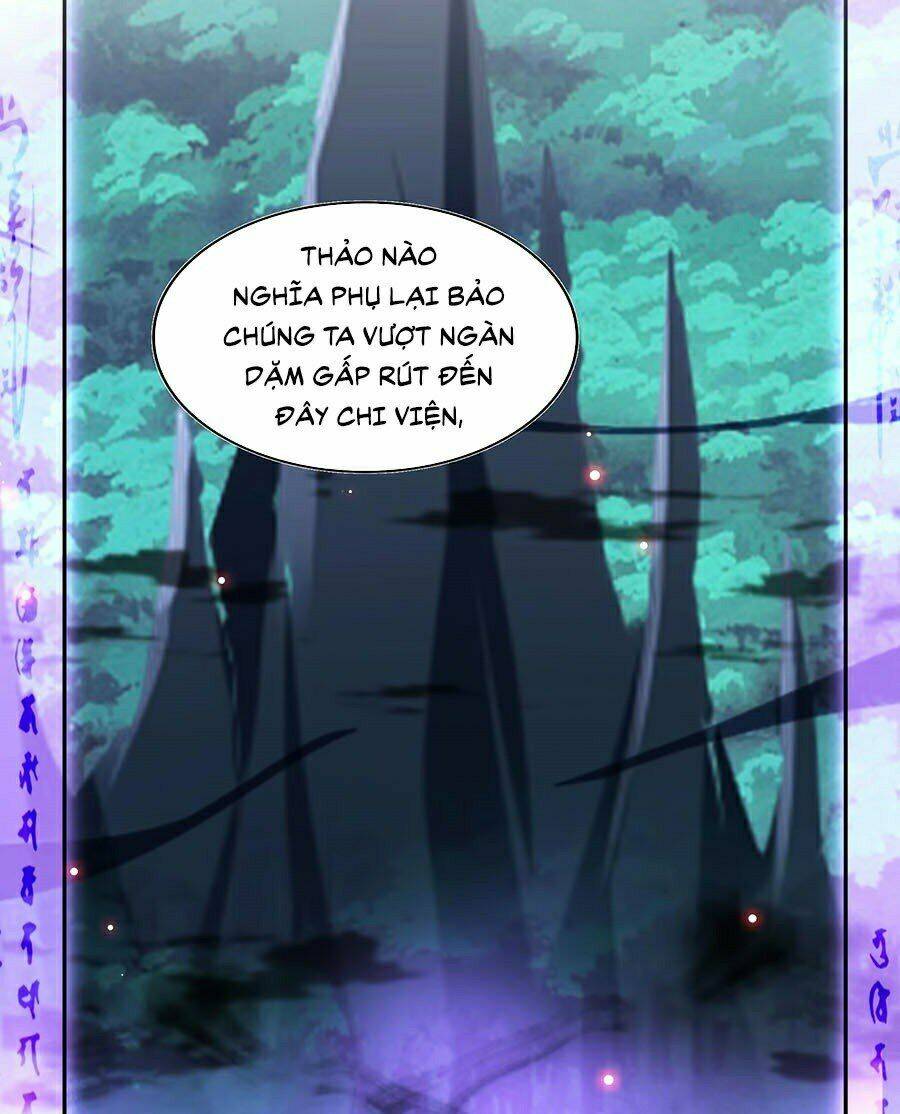 THẢO NÀO
NGHĨA PHỤ LẠI BẢO
CHÚNG TA VƯỢT NGÀN
DẶM GẤP RÚT ĐẾN
ĐÂY CHI VIỆN,